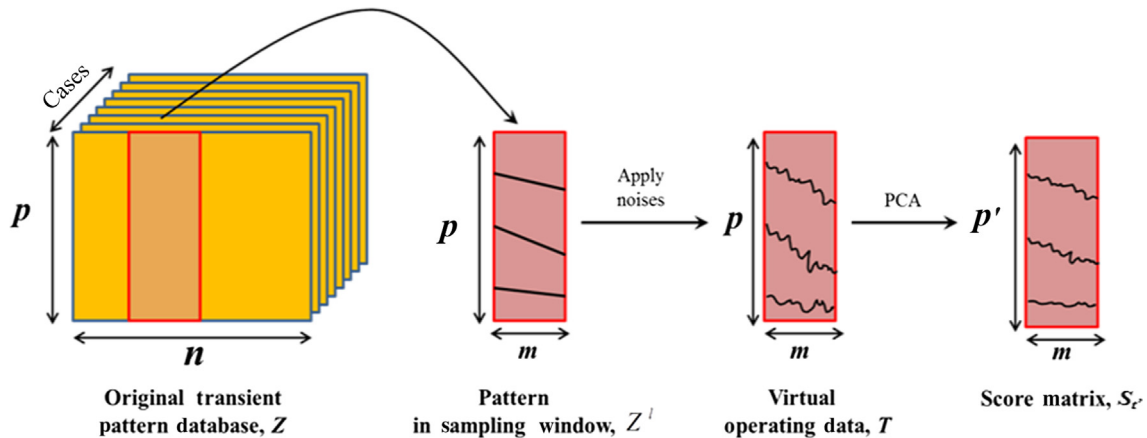 Cases
p
n
Original transient
pattern database, Z
p
m
Pattern
in sampling window, Z^l
Apply
noises
p
m
Virtual
operating data, T
PCA
p'
m
Score matrix, S_t'